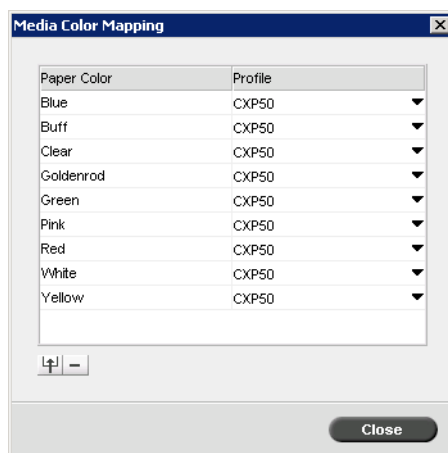 Media Color Mapping
Paper Color Profile
Blue CXP50
Buff CXP50
Clear CXP50
Goldenrod CXP50
Green CXP50
Pink CXP50
Red CXP50
White CXP50
Yellow CXP50
Close